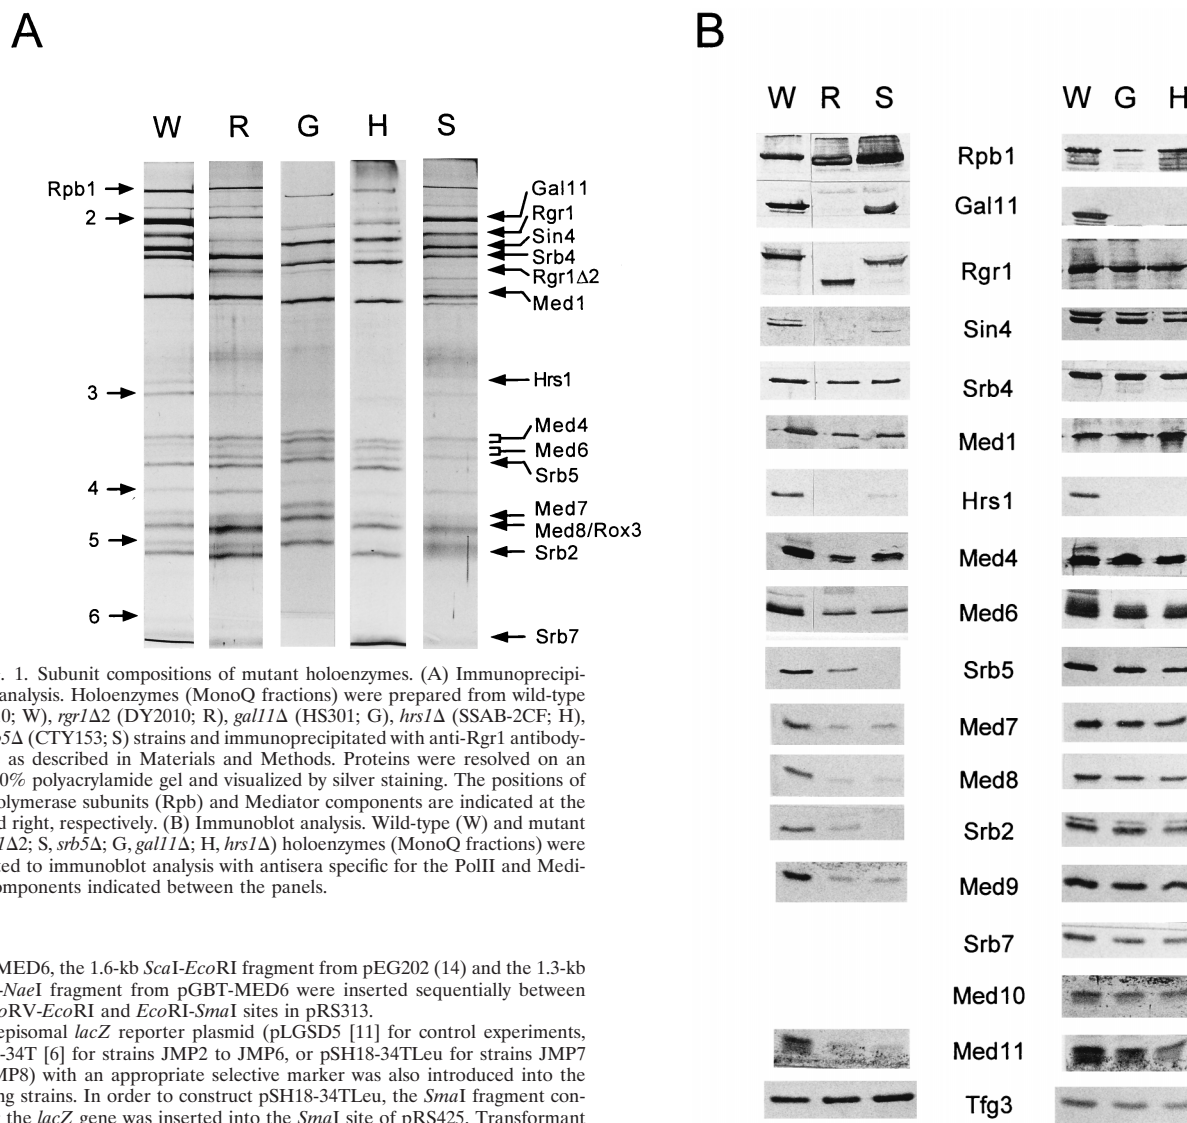 A
B
W R G H S
Rpb1
2
3
4
5
6
Gal11
Rgr1
Sin4
Srb4
Rgr1Δ2
Med1
Hrs1
Med4
Med6
Srb5
Med7
Med8/Rox3
Srb2
Srb7
W R S
W G H
Rpb1
Gal11
Rgr1
Sin4
Srb4
Med1
Hrs1
Med4
Med6
Srb5
Med7
Med8
Srb2
Med9
Srb7
Med10
Med11
Tfg3
. 1. Subunit compositions of mutant holoenzymes. (A) Immunoprecipi-
analysis. Holoenzymes (MonoQ fractions) were prepared from wild-type
0; W), rgr1Δ2 (DY2010; R), gal11Δ (HS301; G), hrs1Δ (SSAB-2CF; H),
5Δ (CTY153; S) strains and immunoprecipitated with anti-Rgr1 antibody-
as described in Materials and Methods. Proteins were resolved on an
0% polyacrylamide gel and visualized by silver staining. The positions of
olymerase subunits (Rpb) and Mediator components are indicated at the
d right, respectively. (B) Immunoblot analysis. Wild-type (W) and mutant
1Δ2; S, srb5Δ; G, gal11Δ; H, hrs1Δ) holoenzymes (MonoQ fractions) were
ted to immunoblot analysis with antisera specific for the PolII and Medi-
omponents indicated between the panels.
MED6, the 1.6-kb ScaI-EcoRI fragment from pEG202 (14) and the 1.3-kb
-NaeI fragment from pGBT-MED6 were inserted sequentially between
oRV-EcoRI and EcoRI-SmaI sites in pRS313.
episomal lacZ reporter plasmid (pLGSD5 [11] for control experiments,
-34T [6] for strains JMP2 to JMP6, or pSH18-34TLeu for strains JMP7
MP8) with an appropriate selective marker was also introduced into the
ng strains. In order to construct pSH18-34TLeu, the SmaI fragment con-
the lacZ gene was inserted into the SmaI site of pRS425. Transformant